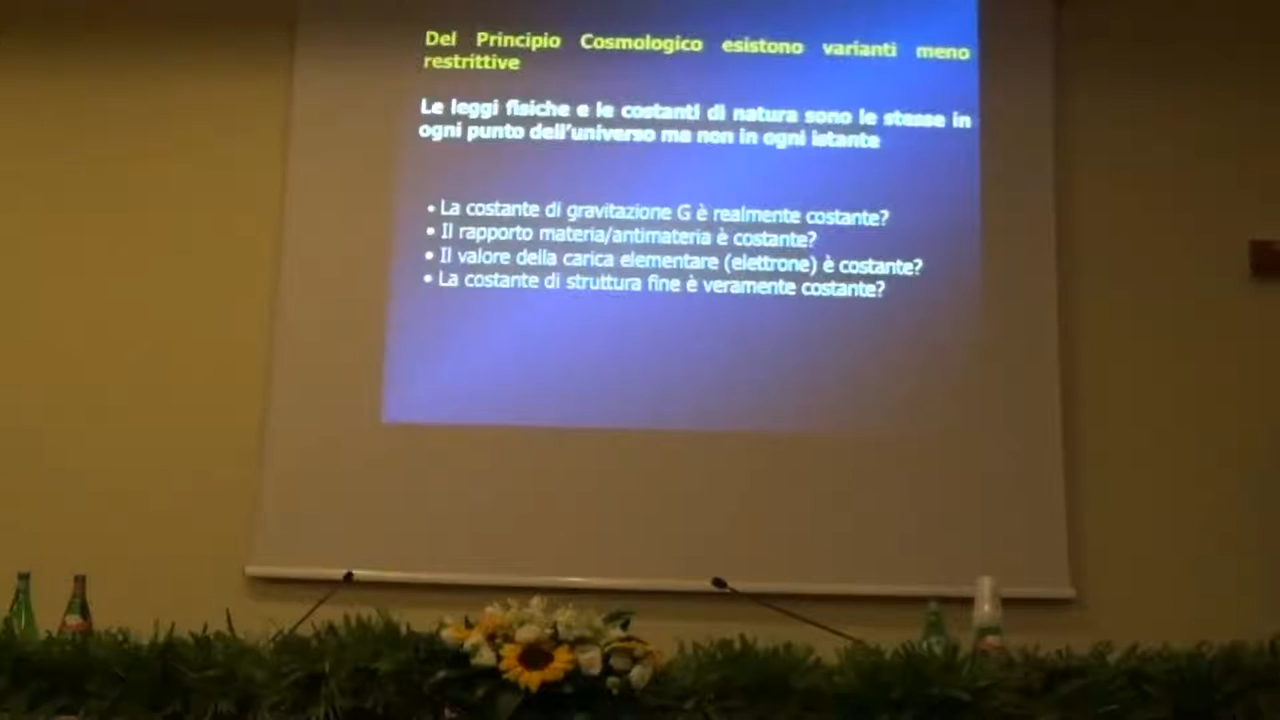 Del Principio Cosmologico esistono varianti meno
restrittive
Le leggi fisiche e le costanti di natura sono le stesse in
ogni punto dell'universo ma non in ogni istante
• La costante di gravitazione G è realmente costante?
• Il rapporto materia/antimateria è costante?
• Il valore della carica elementare (elettrone) è costante?
• La costante di struttura fine è veramente costante?